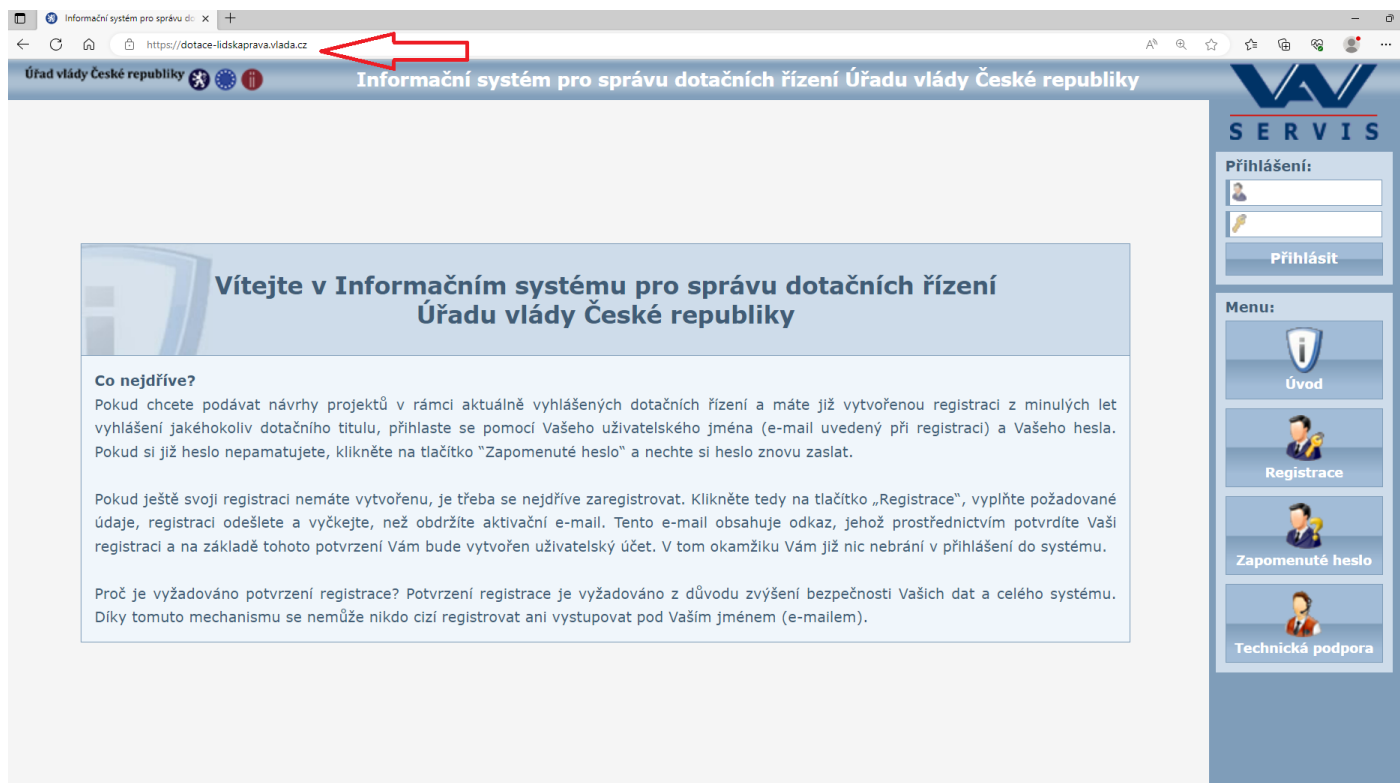 Informační systém pro správu do
https://dotace-lidskaprava.vlada.cz
Úřad vlády České republiky
Informační systém pro správu dotačních řízení Úřadu vlády České republiky
VAV
SERVIS
Přihlášení:
Přihlásit
Menu:
Úvod
Registrace
Zapomenuté heslo
Technická podpora
Vítejte v Informačním systému pro správu dotačních řízení
Úřadu vlády České republiky
Co nejdříve?
Pokud chcete podávat návrhy projektů v rámci aktuálně vyhlášených dotačních řízení a máte již vytvořenou registraci z minulých let
vyhlášení jakéhokoliv dotačního titulu, přihlaste se pomocí Vašeho uživatelského jména (e-mail uvedený při registraci) a Vašeho hesla.
Pokud si již heslo nepamatujete, klikněte na tlačítko "Zapomenuté heslo" a nechte si heslo znovu zaslat.
Pokud ještě svoji registraci nemáte vytvořenu, je třeba se nejdříve zaregistrovat. Klikněte tedy na tlačítko „Registrace", vyplňte požadované
údaje, registraci odešlete a vyčkejte, než obdržíte aktivační e-mail. Tento e-mail obsahuje odkaz, jehož prostřednictvím potvrdíte Vaši
registraci a na základě tohoto potvrzení Vám bude vytvořen uživatelský účet. V tom okamžiku Vám již nic nebrání v přihlášení do systému.
Proč je vyžadováno potvrzení registrace? Potvrzení registrace je vyžadováno z důvodu zvýšení bezpečnosti Vašich dat a celého systému.
Díky tomuto mechanismu se nemůže nikdo cizí registrovat ani vystupovat pod Vaším jménem (e-mailem).